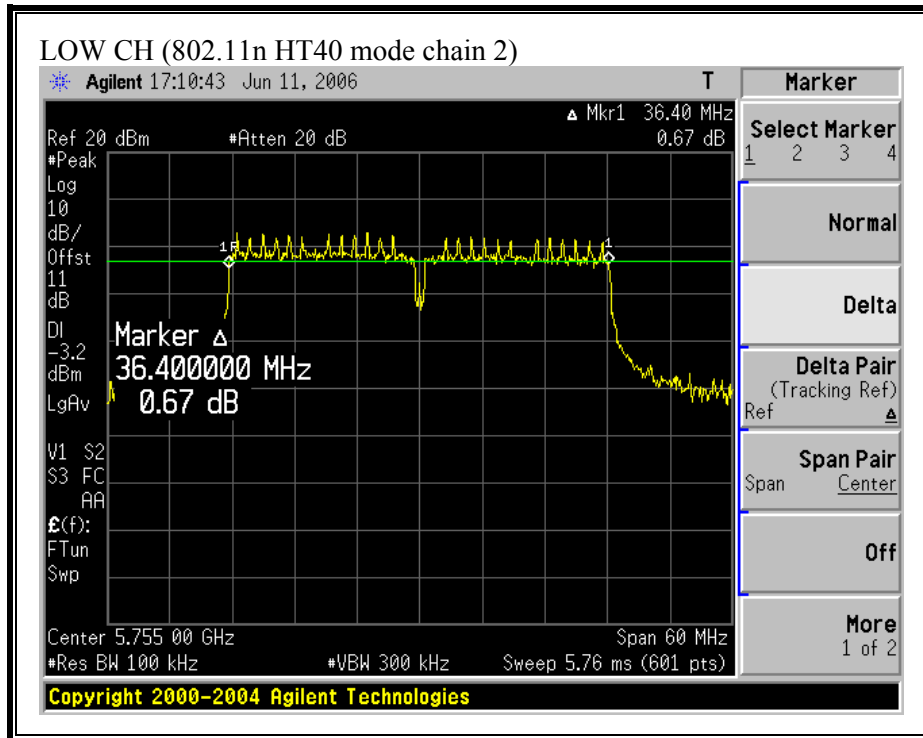 LOW CH (802.11n HT40 mode chain 2)
Agilent 17:10:43 Jun 11, 2006 T
Δ Mkr1 36.40 MHz
Ref 20 dBm #Atten 20 dB 0.67 dB
#Peak
Log
10
dB/
Offst
11
dB
DI
-3.2
dBm
LgAv
V1 S2
S3 FC
AA
£(f):
FTun
Swp
1R
1
Marker Δ
36.400000 MHz
0.67 dB
Center 5.755 00 GHz Span 60 MHz
#Res BW 100 kHz #VBW 300 kHz Sweep 5.76 ms (601 pts)
Marker
Select Marker
1 2 3 4
Normal
Delta
Delta Pair
(Tracking Ref)
Ref Δ
Span Pair
Span Center
Off
More
1 of 2
Copyright 2000-2004 Agilent Technologies